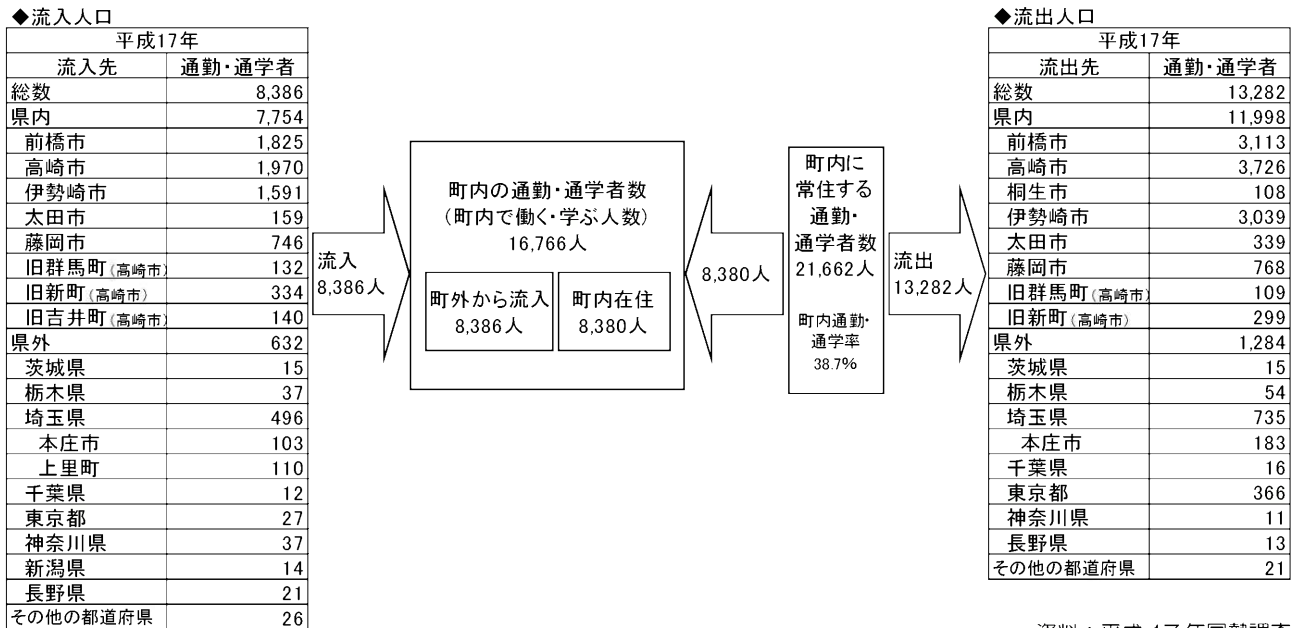 ◆流入人口
平成17年
流入先 通勤・通学者
総数 8,386
県内 7,754
前橋市 1,825
高崎市 1,970
伊勢崎市 1,591
太田市 159
藤岡市 746
旧群馬町(高崎市) 132
旧新町(高崎市) 334
旧吉井町(高崎市) 140
県外 632
茨城県 15
栃木県 37
埼玉県 496
本庄市 103
上里町 110
千葉県 12
東京都 27
神奈川県 37
新潟県 14
長野県 21
その他の都道府県 26
流入
8,386人
町内の通勤・通学者数
(町内で働く・学ぶ人数)
16,766人
町外から流入
8,386人
町内在住
8,380人
8,380人
町内に
常住する
通勤・
通学者数
21,662人
町内通勤・
通学率
38.7%
流出
13,282人
◆流出人口
平成17年
流出先 通勤・通学者
総数 13,282
県内 11,998
前橋市 3,113
高崎市 3,726
桐生市 108
伊勢崎市 3,039
太田市 339
藤岡市 768
旧群馬町(高崎市) 109
旧新町(高崎市) 299
県外 1,284
茨城県 15
栃木県 54
埼玉県 735
本庄市 183
千葉県 16
東京都 366
神奈川県 11
長野県 13
その他の都道府県 21